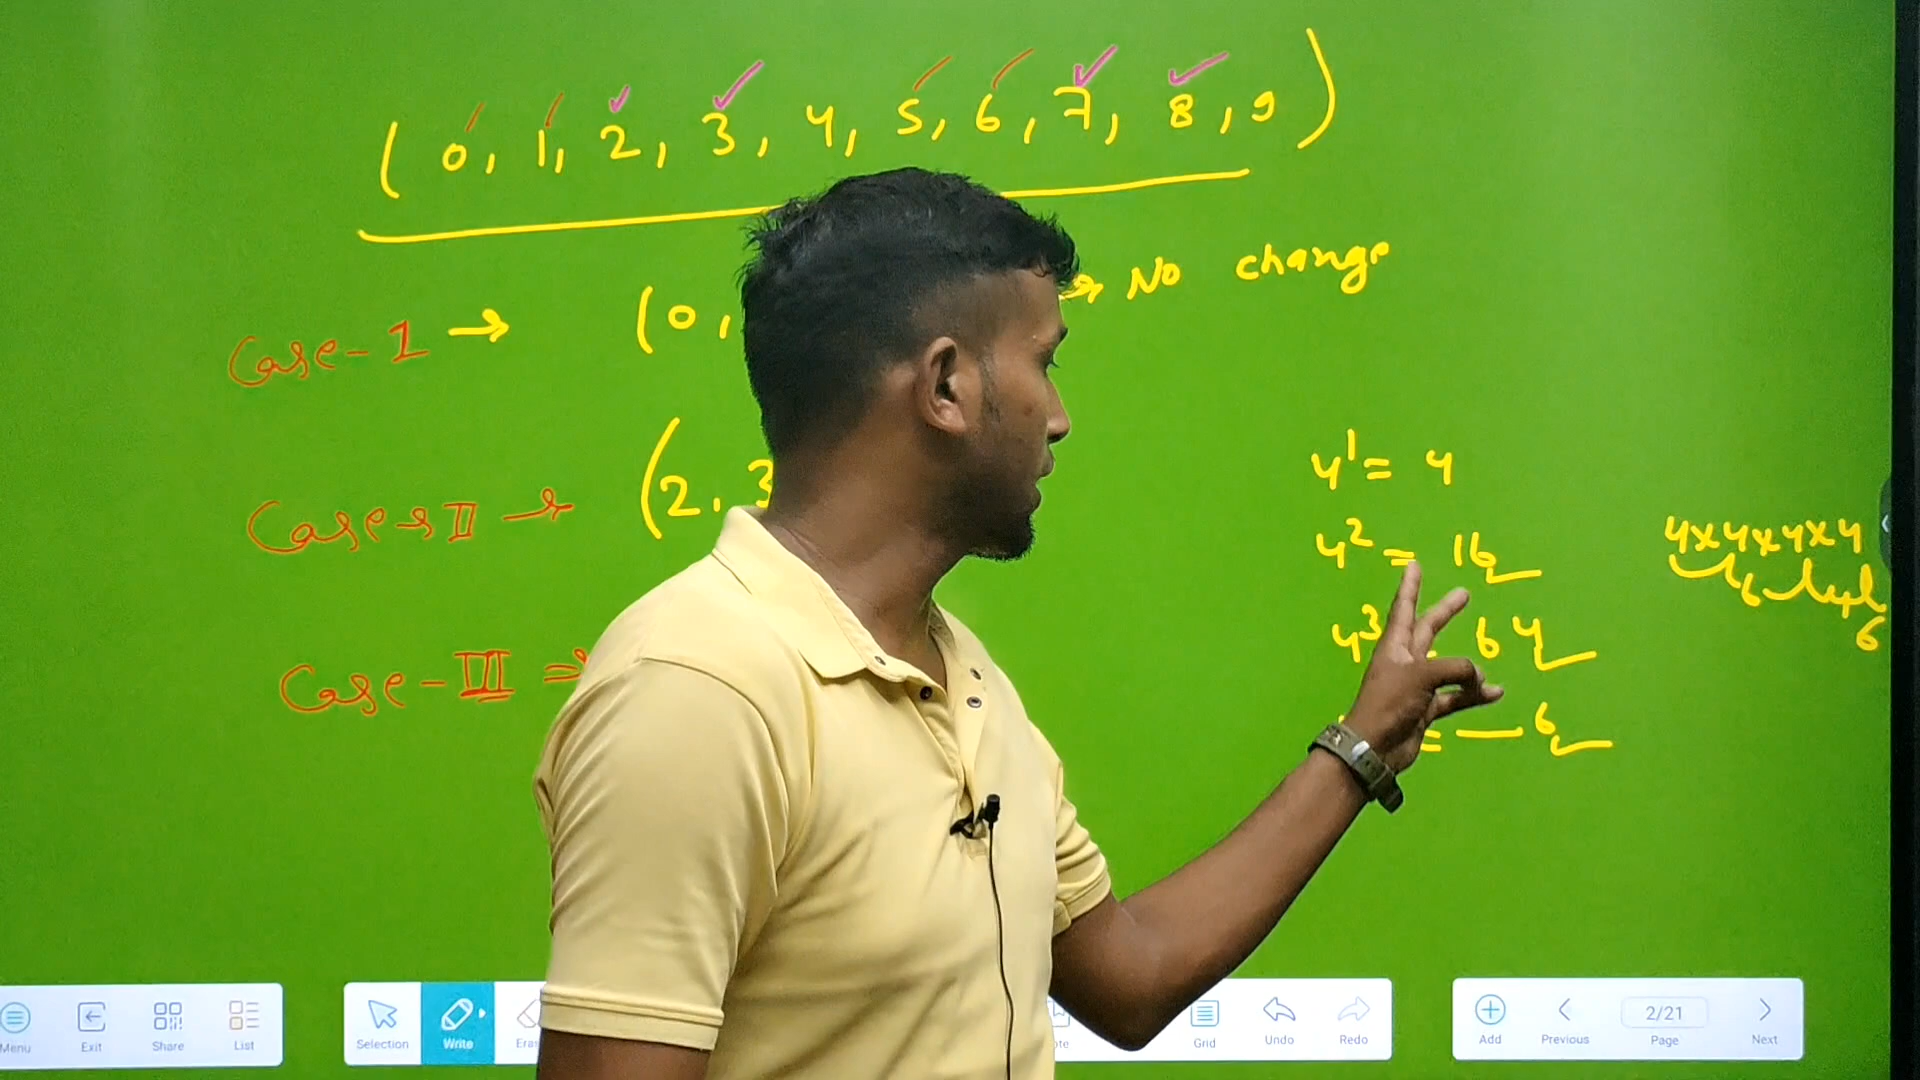 (0, 1, 2, 3, 4, 5, 6, 7, 8, 9)
Case-I → (0, → No change
4¹ = 4
Case → II → (2, 3
4² = 16
4×4×4×4
6 4
6
4³ = 64
Case-III ⇒
= — 6
Menu
Exit
Share
List
Selection
Write
Grid
Undo
Redo
Add
Previous
2/21
Page
Next